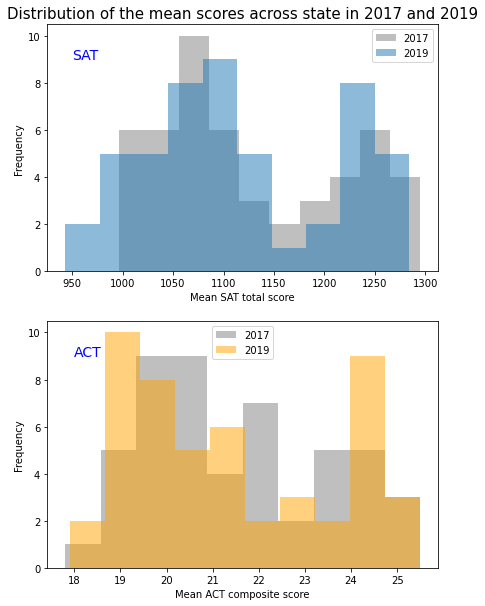 Distribution of the mean scores across state in 2017 and 2019
10
8
6
4
2
0
Frequency
SAT
2017
2019
950 1000 1050 1100 1150 1200 1250 1300
Mean SAT total score
10
8
6
4
2
0
Frequency
ACT
2017
2019
18 19 20 21 22 23 24 25
Mean ACT composite score